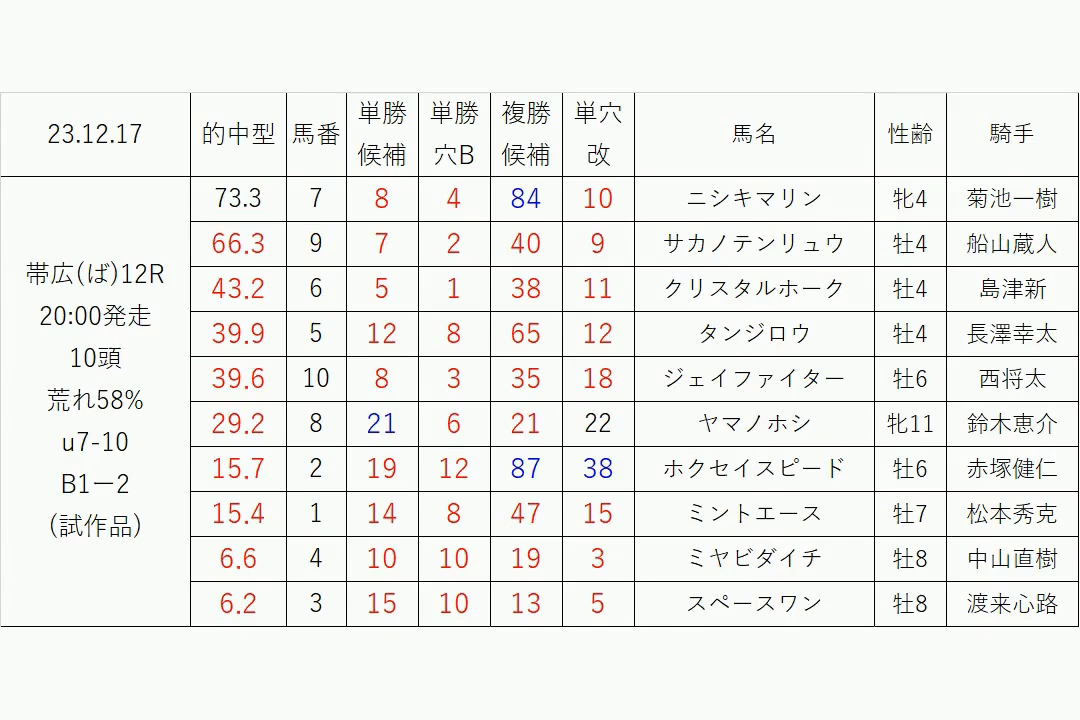 23.12.17 的中型 馬番 単勝候補 単勝穴B 複勝候補 単穴改 馬名 性齢 騎手
帯広(ば)12R
20:00発走
10頭
荒れ58%
u7-10
B1ー2
(試作品)
73.3 7 8 4 84 10 ニシキマリン 牝4 菊池一樹
66.3 9 7 2 40 9 サカノテンリュウ 牡4 船山蔵人
43.2 6 5 1 38 11 クリスタルホーク 牡4 島津新
39.9 5 12 8 65 12 タンジロウ 牡4 長澤幸太
39.6 10 8 3 35 18 ジェイファイター 牡6 西将太
29.2 8 21 6 21 22 ヤマノホシ 牝11 鈴木恵介
15.7 2 19 12 87 38 ホクセイスピード 牡6 赤塚健仁
15.4 1 14 8 47 15 ミントエース 牡7 松本秀克
6.6 4 10 10 19 3 ミヤビダイチ 牡8 中山直樹
6.2 3 15 10 13 5 スペースワン 牡8 渡来心路